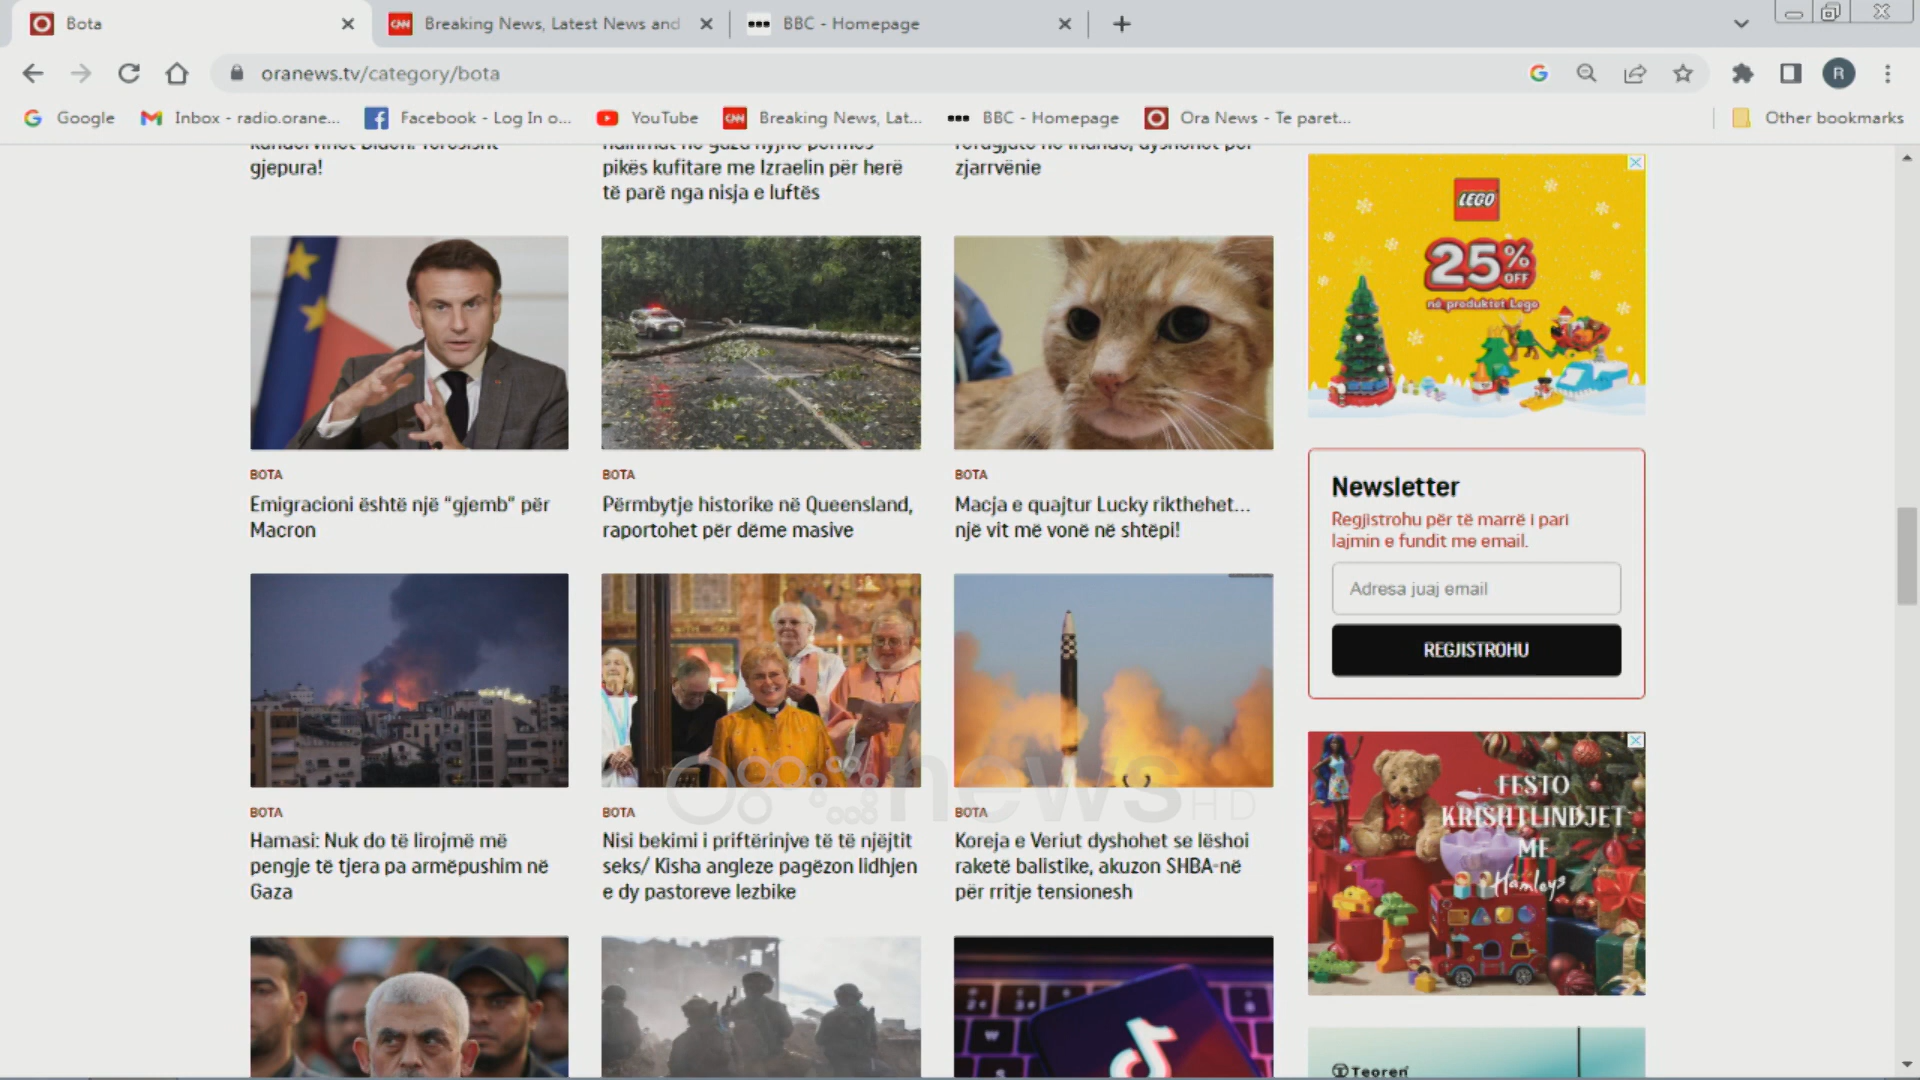 Bota
Breaking News, Latest News and
BBC - Homepage
oranews.tv/category/bota
R
Google
Inbox - radio.orane...
Facebook - Log In o...
YouTube
Breaking News, Lat...
BBC - Homepage
Ora News - Te paret...
Other bookmarks
gjepura!
pikës kufitare me Izraelin për herë
të parë nga nisja e luftës
zjarrvënie
BOTA
Emigracioni është një "gjemb" për
Macron
BOTA
Përmbytje historike në Queensland,
raportohet për dëme masive
BOTA
Macja e quajtur Lucky rikthehet...
një vit më vonë në shtëpi!
BOTA
Hamasi: Nuk do të lirojmë më
pengje të tjera pa armëpushim në
Gaza
BOTA
Nisi bekimi i priftërinjve të të njëjtit
seks/ Kisha angleze pagëzon lidhjen
e dy pastoreve lezbike
BOTA
Koreja e Veriut dyshohet se lëshoi
raketë balistike, akuzon SHBA-në
për rritje tensionesh
LEGO
25%
OFF
në produktet Lego
Newsletter
Regjistrohu për të marrë i pari
lajmin e fundit me email.
Adresa juaj email
REGJISTROHU
FESTO
KRISHTLINDJET
ME
Hamleys
Teoren
news HD